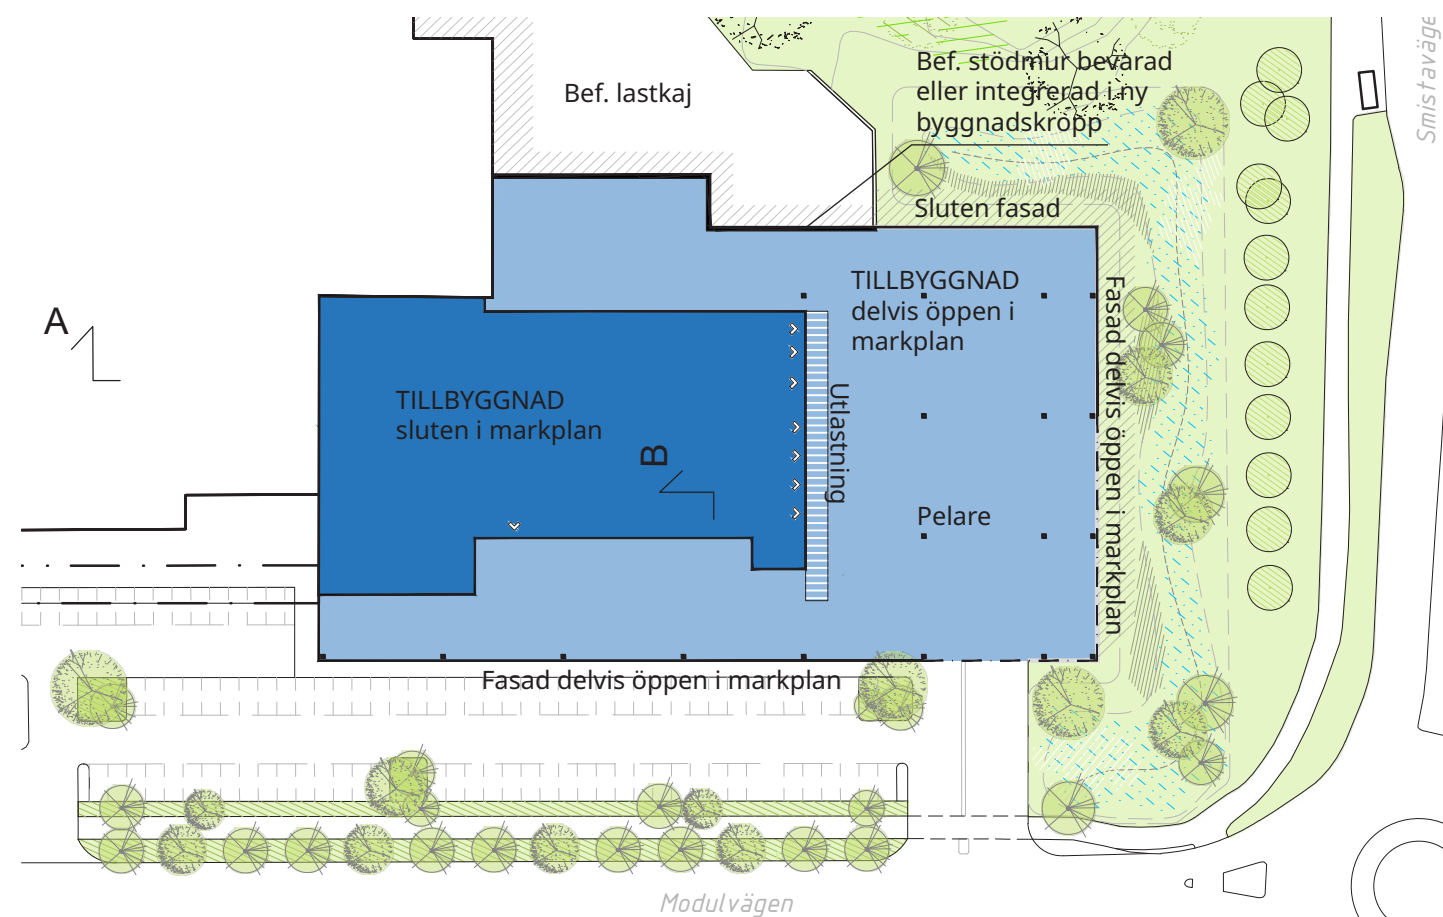 Smistaväge
Bef. lastkaj
Bef. stödmur bevarad
eller integrerad i ny
byggnadskropp
Sluten fasad
TILLBYGGNAD
delvis öppen i
markplan
A
Fasad delvis öppen i markplan
TILLBYGGNAD
sluten i markplan
B
Utlastning
Pelare
Fasad delvis öppen i markplan
Modulvägen